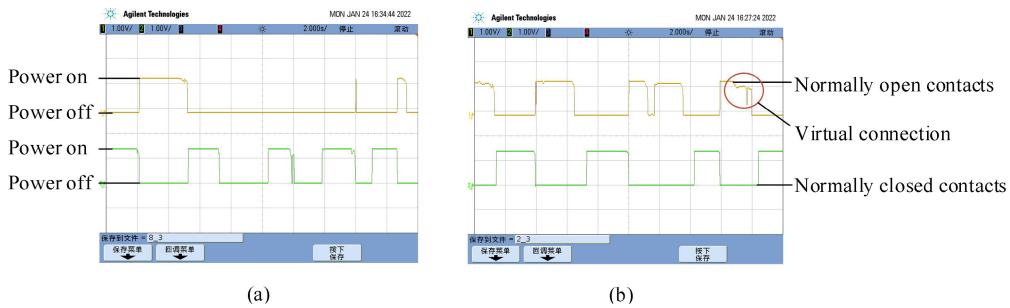 Agilent Technologies
MON JAN 24 16:34:44 2022
1 1.00V/ 2 1.00V/ 3 4 2.000s/ 停止 滚动
Power on
Power off
Power on
Power off
保存到文件 = 8_3
保存菜单 回调菜单 按下保存
(a)
Agilent Technologies
MON JAN 24 16:27:24 2022
1 1.00V/ 2 1.00V/ 3 4 2.000s/ 停止 滚动
Normally open contacts
Virtual connection
Normally closed contacts
保存到文件 = 2_3
保存菜单 回调菜单 按下保存
(b)